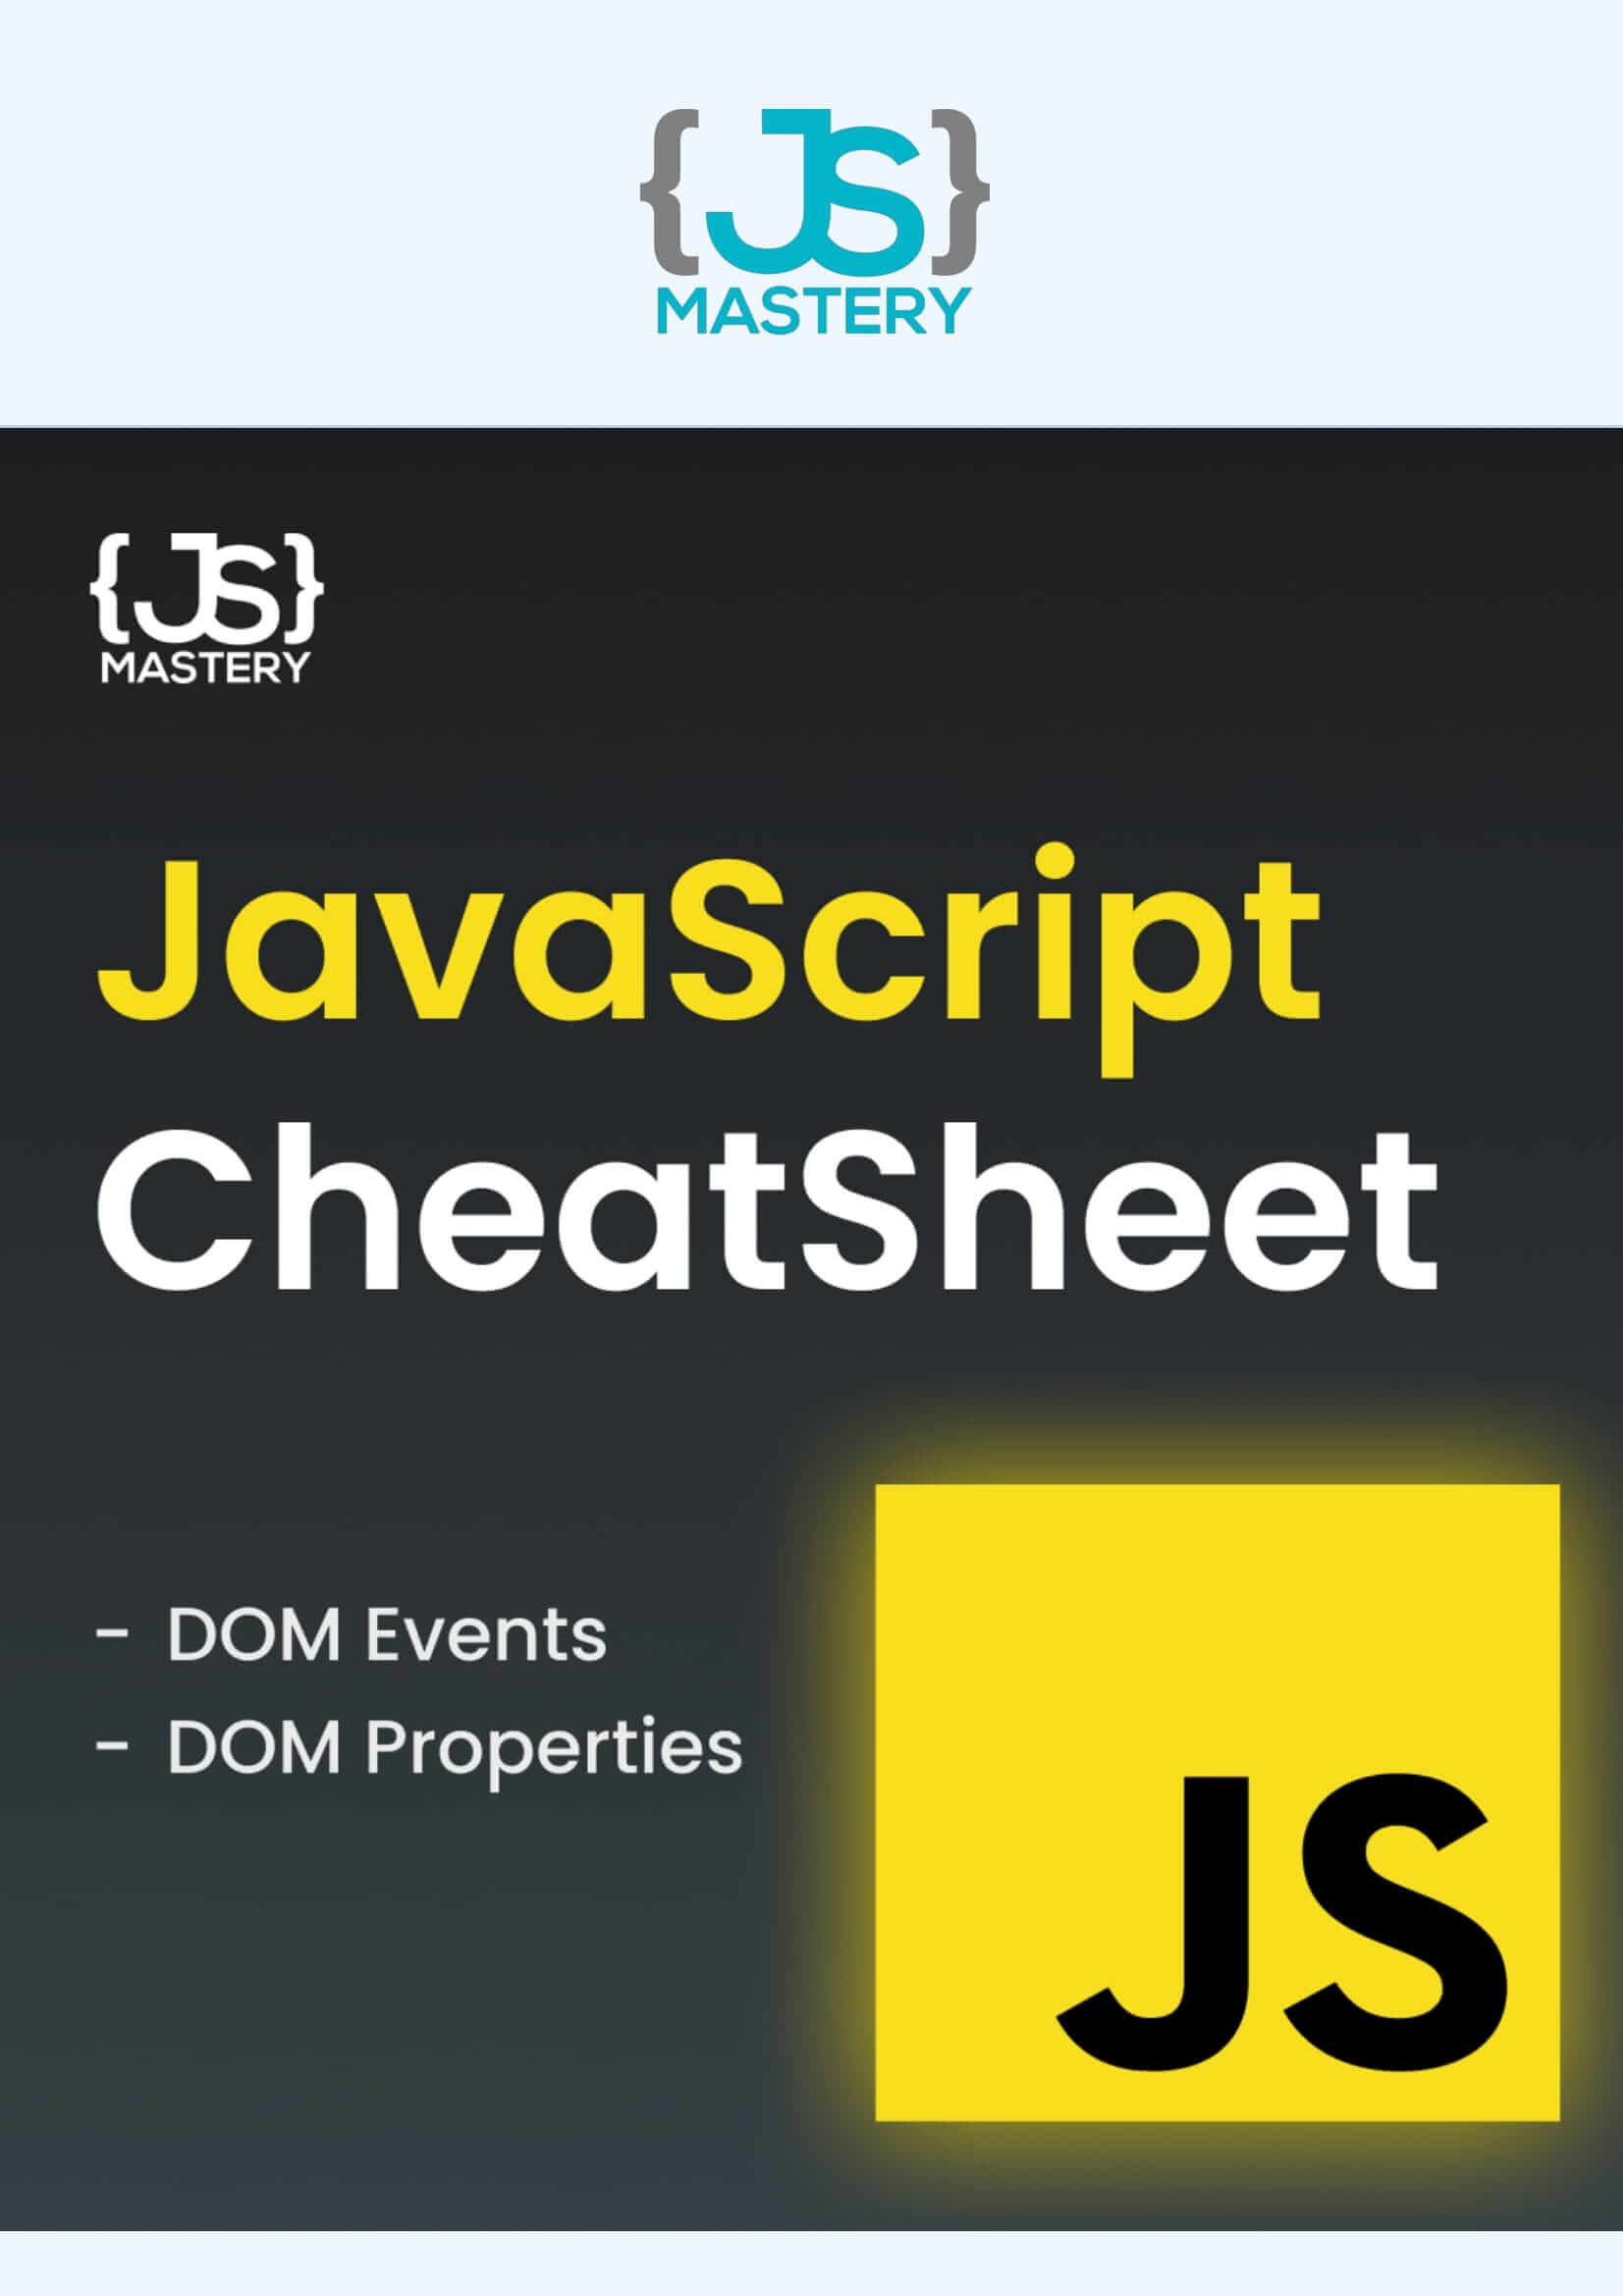 {JS}
MASTERY
{JS}
MASTERY
JavaScript
CheatSheet
- DOM Events
- DOM Properties
JS